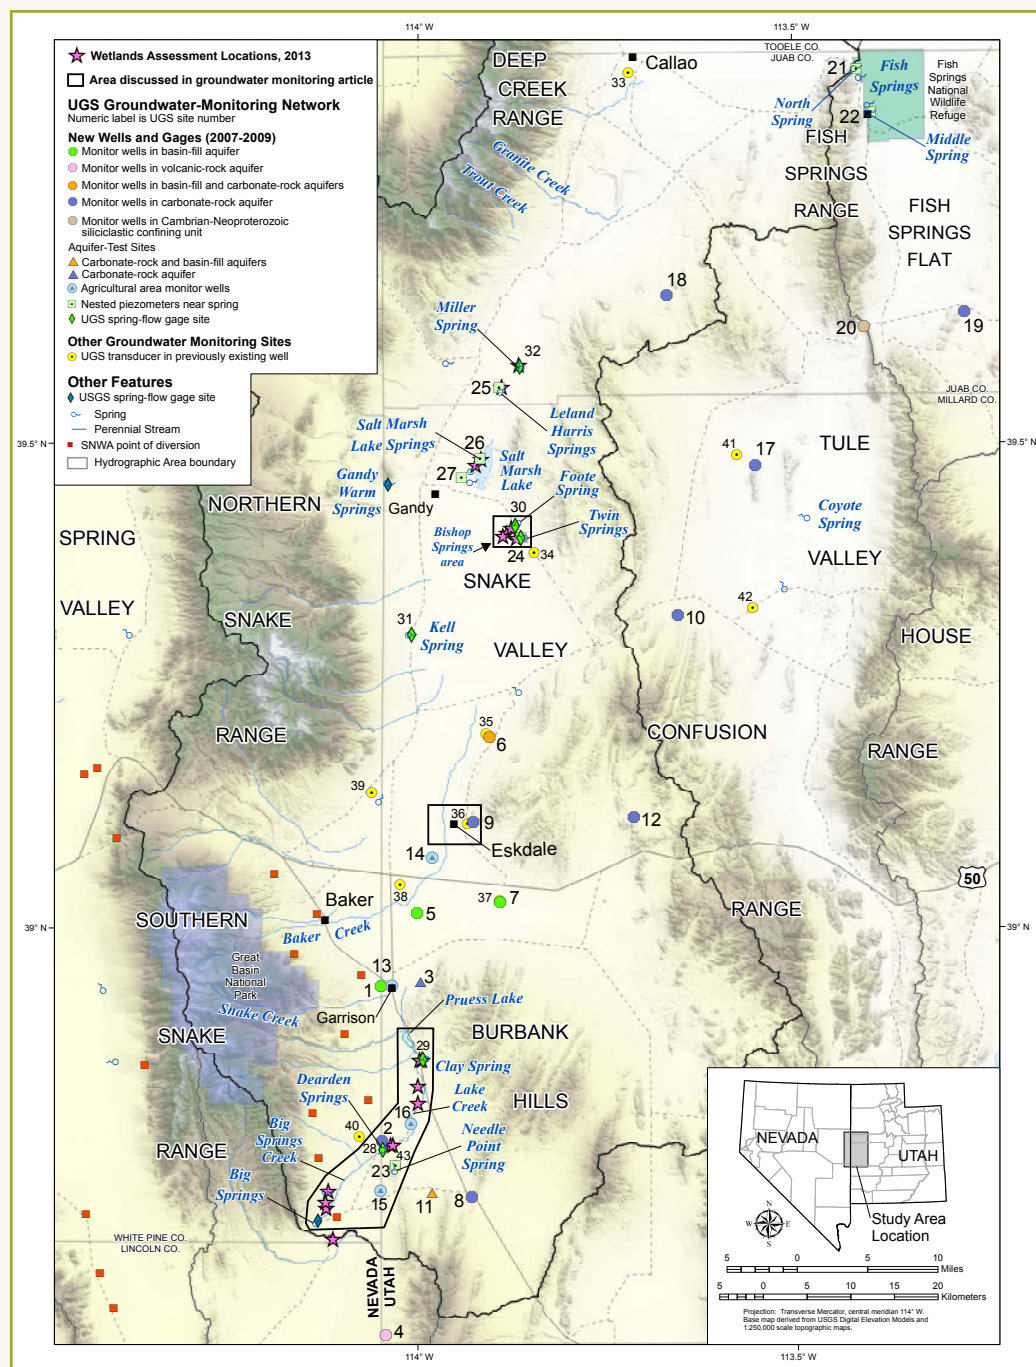 114° W
113.5° W
Wetlands Assessment Locations, 2013
Area discussed in groundwater monitoring article
UGS Groundwater-Monitoring Network
Numeric label is UGS site number
New Wells and Gages (2007-2009)
Monitor wells in basin-fill aquifer
Monitor wells in volcanic-rock aquifer
Monitor wells in basin-fill and carbonate-rock aquifers
Monitor wells in carbonate-rock aquifer
Monitor wells in Cambrian-Neoproterozoic
siliciclastic confining unit
Aquifer-Test Sites
Carbonate-rock and basin-fill aquifers
Carbonate-rock aquifer
Agricultural area monitor wells
Nested piezometers near spring
UGS spring-flow gage site
Other Groundwater Monitoring Sites
UGS transducer in previously existing well
Other Features
USGS spring-flow gage site
Spring
Perennial Stream
SNWA point of diversion
Hydrographic Area boundary
DEEP
CREEK
RANGE
Callao
33
TOOELE CO.
JUAB CO.
21
Fish
Springs
Fish
Springs
National
Wildlife
Refuge
North
Spring
22
Middle
Spring
FISH
SPRINGS
RANGE
Granite Creek
Trout Creek
FISH
SPRINGS
FLAT
18
19
20
Miller
Spring
32
25
JUAB CO.
MILLARD CO.
Leland
Harris
Springs
Salt Marsh
Lake Springs
26
27
Salt
Marsh
Lake
39.5° N
39.5° N
41
17
TULE
VALLEY
Gandy
Warm
Springs
Gandy
Foote
Spring
30
Twin
Springs
Bishop
Springs
area
24
34
Coyote
Spring
NORTHERN
SNAKE
RANGE
SPRING
VALLEY
SNAKE
VALLEY
31
Kell
Spring
10
42
HOUSE
RANGE
CONFUSION
RANGE
35
6
39
36
9
Eskdale
12
14
38
37
7
5
50
Baker
Baker Creek
39° N
39° N
SOUTHERN
SNAKE
RANGE
Great
Basin
National
Park
Snake Creek
13
1
3
Garrison
Pruess Lake
BURBANK
HILLS
29
Clay Spring
Dearden
Springs
Lake
Creek
16
Big
Springs
Creek
40
2
28
43
Needle
Point
Spring
23
Big
Springs
15
11
8
WHITE PINE CO.
LINCOLN CO.
NEVADA
UTAH
4
NEVADA
UTAH
Study Area
Location
N
W
E
S
5
0
5
10
Miles
5
0
5
10
15
20
Kilometers
Projection: Transverse Mercator, central meridian 114° W.
Base map derived from USGS Digital Elevation Models and
1:250,000 scale topographic maps.
114° W
113.5° W